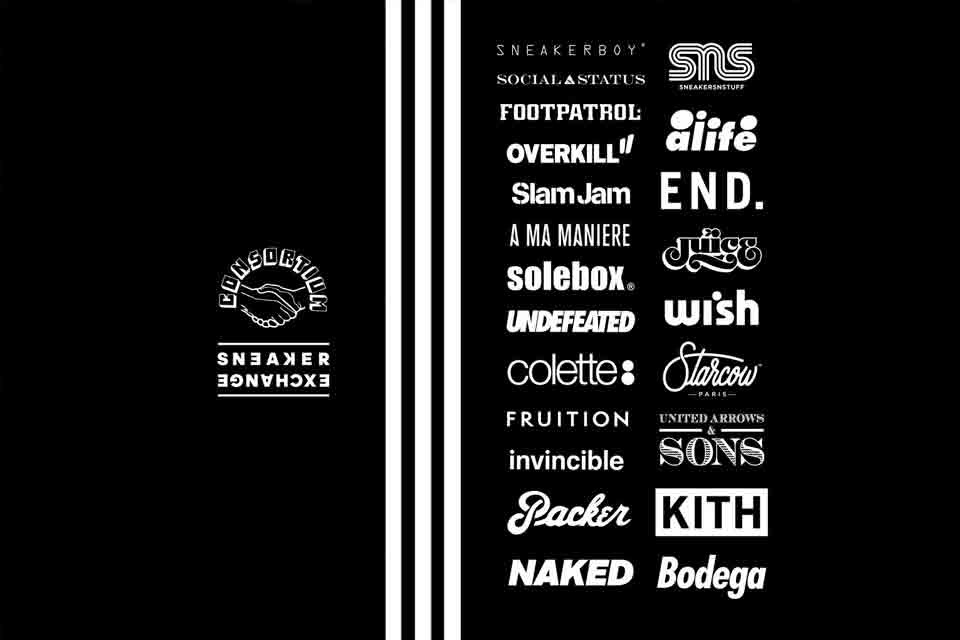 CONSORTIUM
SNEAKER
EXCHANGE
SNEAKERBOY®
SOCIAL STATUS
FOOTPATROL
OVERKILL
Slam Jam
A MA MANIERE
solebox®
UNDEFEATED
colette:
FRUITION
invincible
Packer
NAKED
sns
SNEAKERSNSTUFF
alife
END.
JUICE
wish
Starcow™
PARIS
UNITED ARROWS
&
SONS
KITH
Bodega